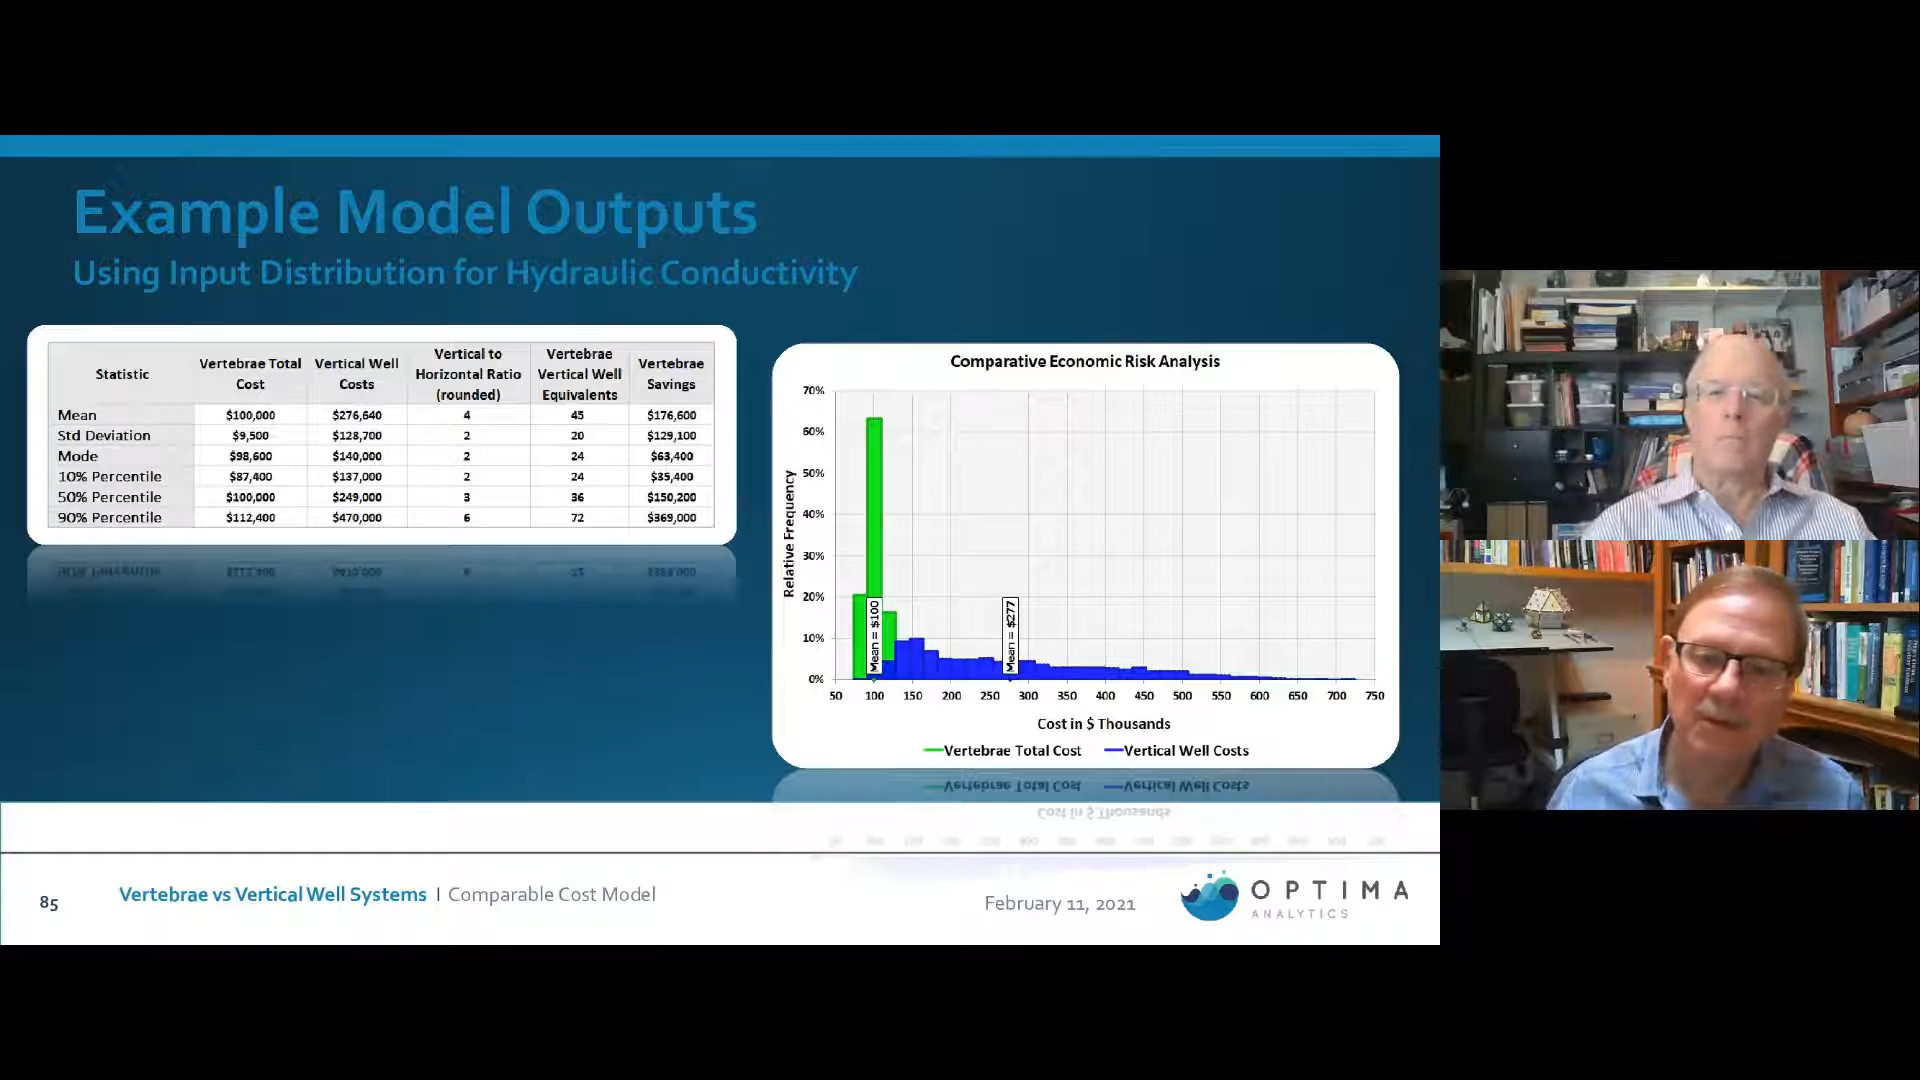 Example Model Outputs
Using Input Distribution for Hydraulic Conductivity
Statistic Vertebrae Total Cost Vertical Well Costs Vertical to Horizontal Ratio (rounded) Vertebrae Vertical Well Equivalents Vertebrae Savings
Mean $100,000 $276,640 4 45 $176,600
Std Deviation $9,500 $128,700 2 20 $129,100
Mode $98,600 $140,000 2 24 $63,400
10% Percentile $87,400 $137,000 2 24 $35,400
50% Percentile $100,000 $249,000 3 36 $150,200
90% Percentile $112,400 $470,000 6 72 $369,000
Comparative Economic Risk Analysis
70%
60%
50%
40%
30%
20%
10%
0%
Relative Frequency
Mean = $100
Mean = $277
50 100 150 200 250 300 350 400 450 500 550 600 650 700 750
Cost in $ Thousands
Vertebrae Total Cost Vertical Well Costs
85
Vertebrae vs Vertical Well Systems | Comparable Cost Model
February 11, 2021
OPTIMA
ANALYTICS